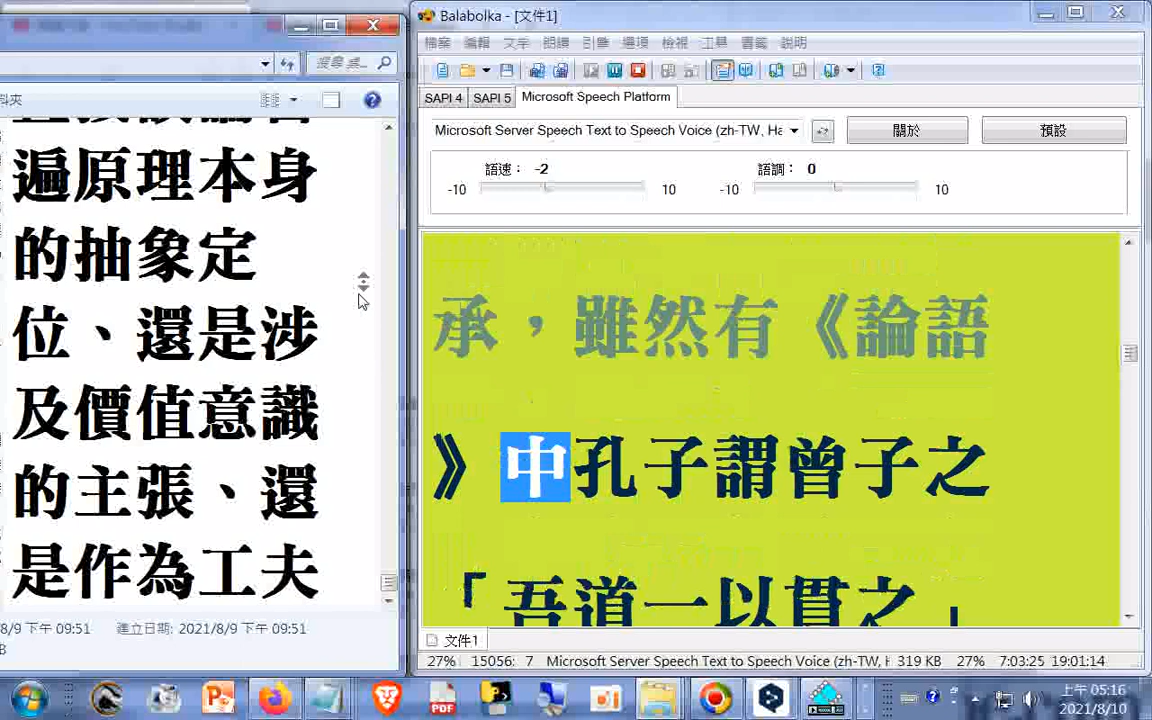 搜尋 桌...
料夾
遍原理本身
的抽象定
位、還是涉
及價值意識
的主張、還
是作為工夫
8/9 下午 09:51 建立日期: 2021/8/9 下午 09:51
B
Balabolka - [文件1]
檔案 編輯 文字 朗讀 引擎 選項 檢視 工具 書籤 説明
SAPI 4 SAPI 5 Microsoft Speech Platform
Microsoft Server Speech Text to Speech Voice (zh-TW, Ha
關於 預設
語速： -2 語調： 0
-10 10 -10 10
承，雖然有《論語
》中孔子謂曾子之
「吾道一以貫之」
文件1
27% 15056: 7 Microsoft Server Speech Text to Speech Voice (zh-TW, H 319 KB 27% 7:03:25 19:01:14
PDF
上午 05:16
2021/8/10